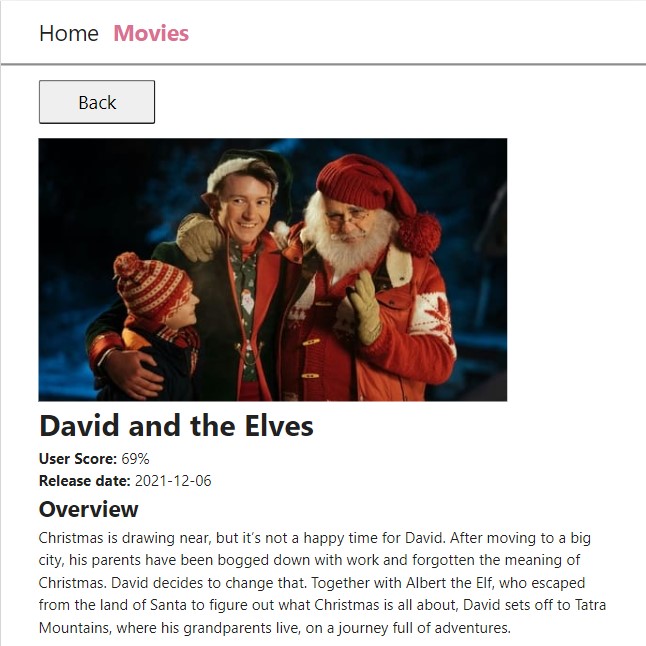 Home Movies
Back
David and the Elves
User Score: 69%
Release date: 2021-12-06
Overview
Christmas is drawing near, but it’s not a happy time for David. After moving to a big
city, his parents have been bogged down with work and forgotten the meaning of
Christmas. David decides to change that. Together with Albert the Elf, who escaped
from the land of Santa to figure out what Christmas is all about, David sets off to Tatra
Mountains, where his grandparents live, on a journey full of adventures.